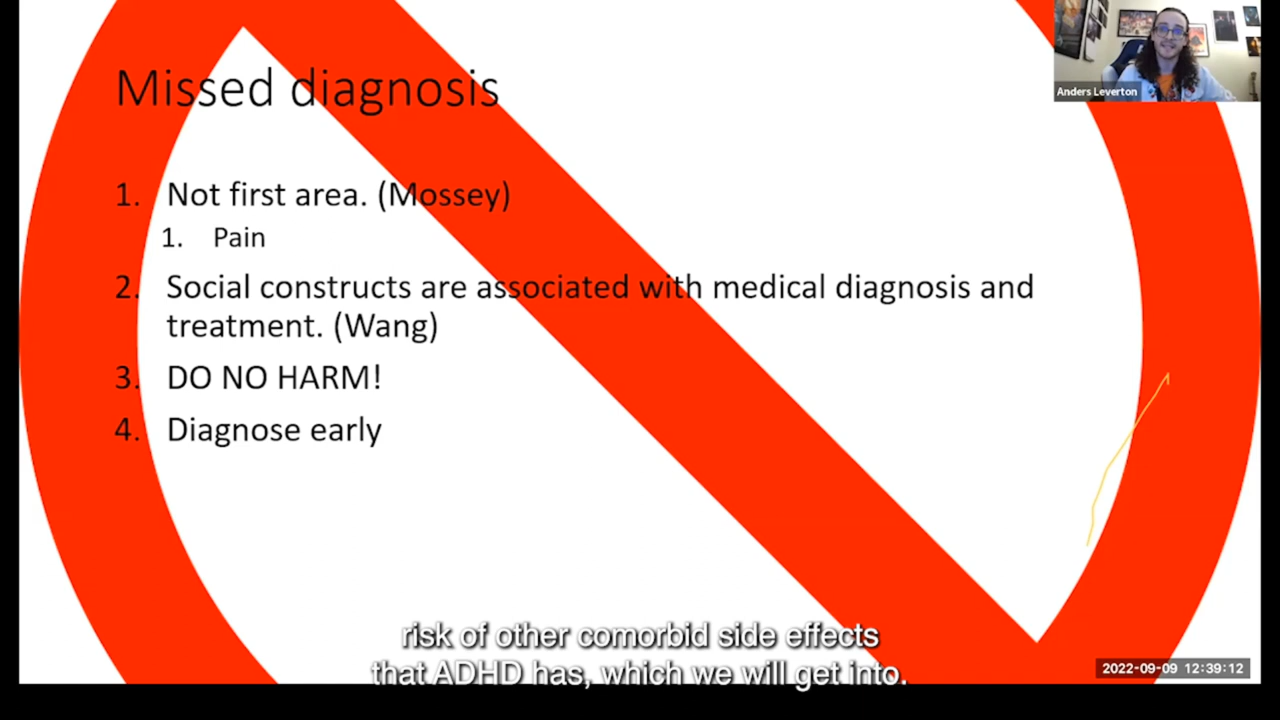 Missed diagnosis
Anders Leverton
1. Not first area. (Mossey)
1. Pain
2. Social constructs are associated with medical diagnosis and
treatment. (Wang)
3. DO NO HARM!
4. Diagnose early
risk of other comorbid side effects
that ADHD has, which we will get into.
2022-09-09 12:39:12